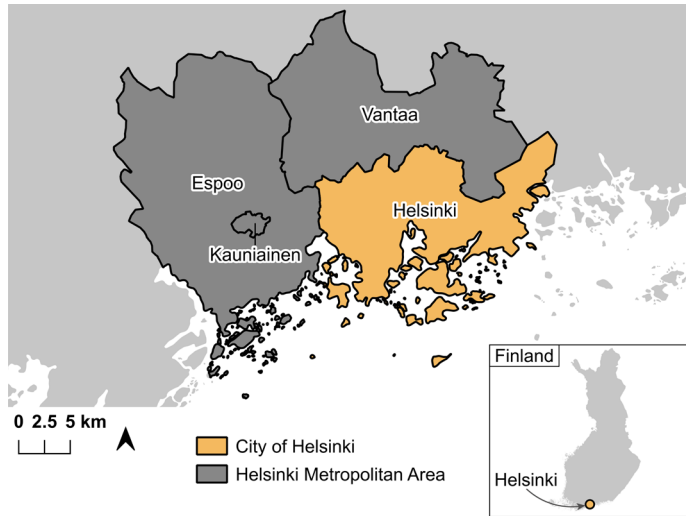 Vantaa
Espoo
Helsinki
Kauniainen
Finland
0 2.5 5 km
City of Helsinki
Helsinki Metropolitan Area
Helsinki